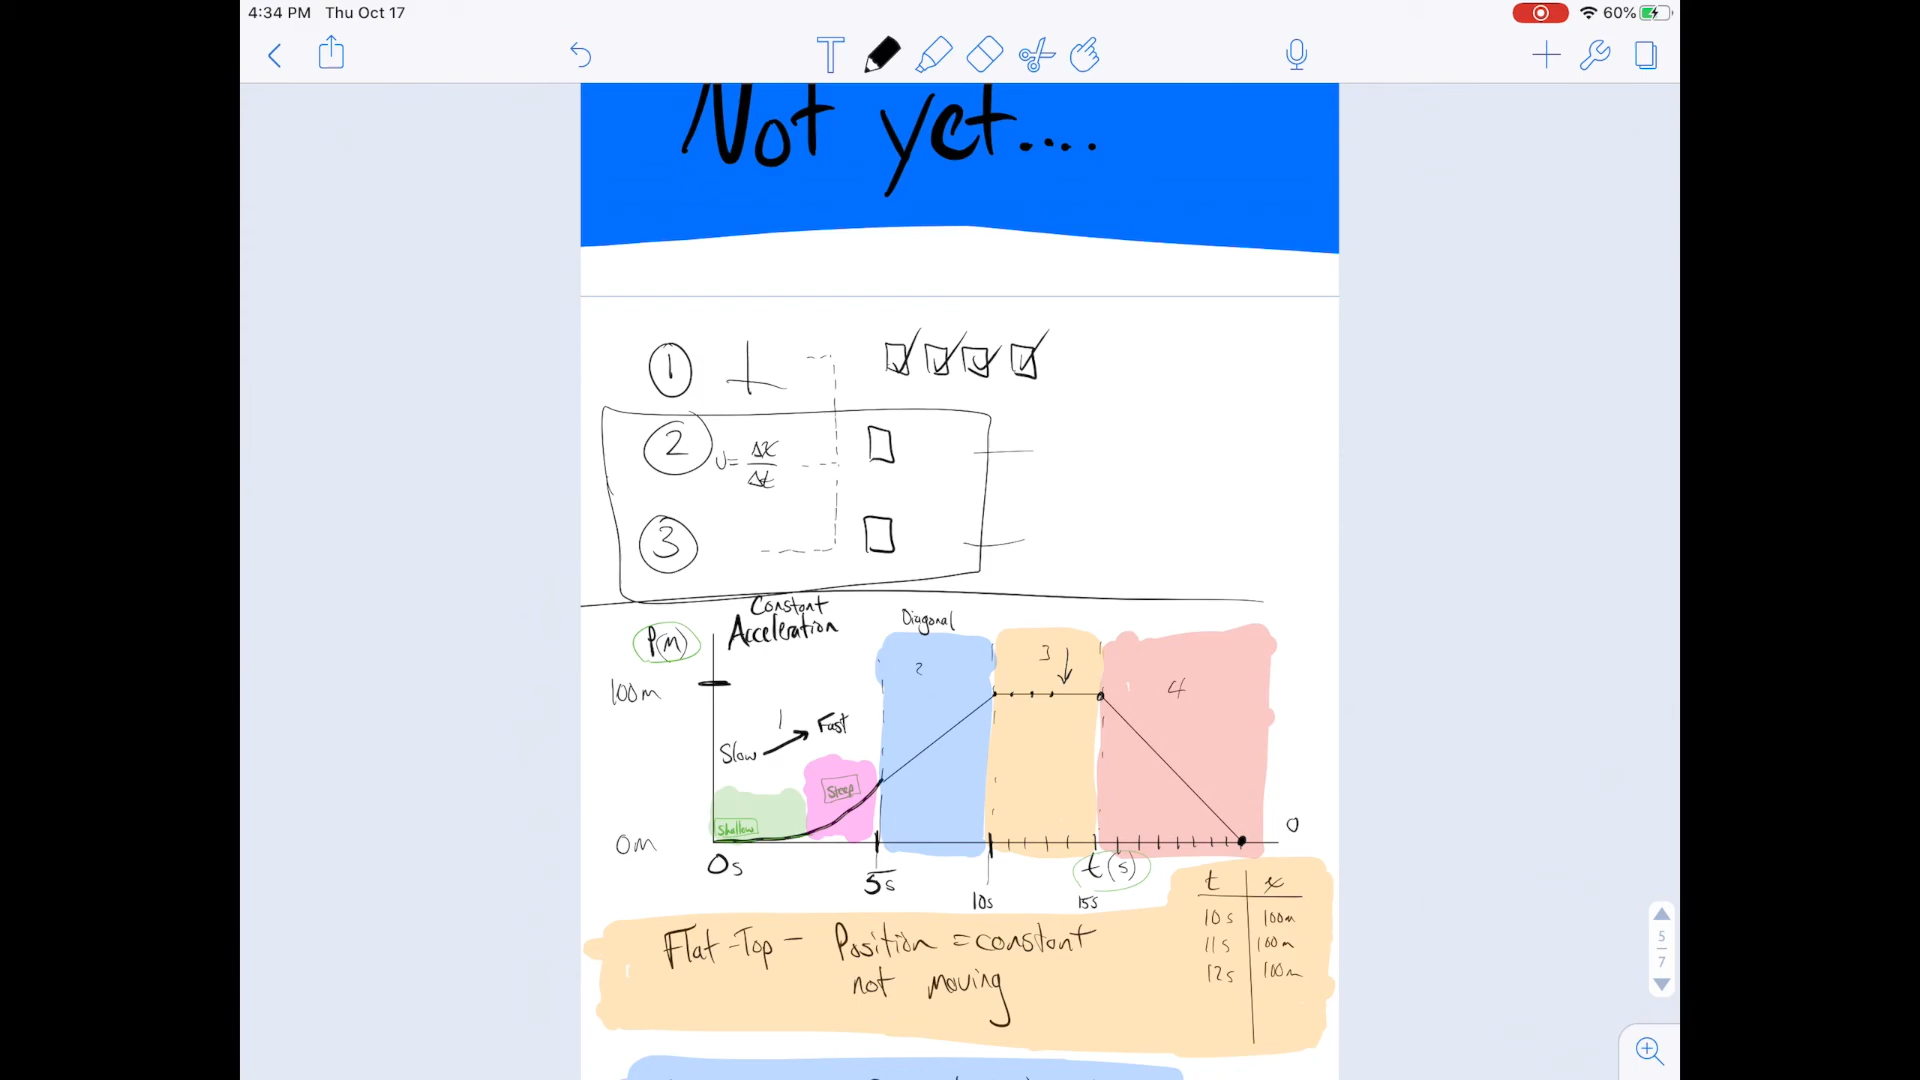 4:34 PM Thu Oct 17
60%
T
Not yet....
1
2
U = Δx
Δt
3
Constant
Acceleration
Diagonal
P(m)
2
3
4
100m
1
Fast
Slow
Steep
Shallow
0m
0
0s
5s
10s
t(s)
15s
t x
10s 100m
11s 100m
12s 100m
Flat-Top - Position = constant
not moving
5
7